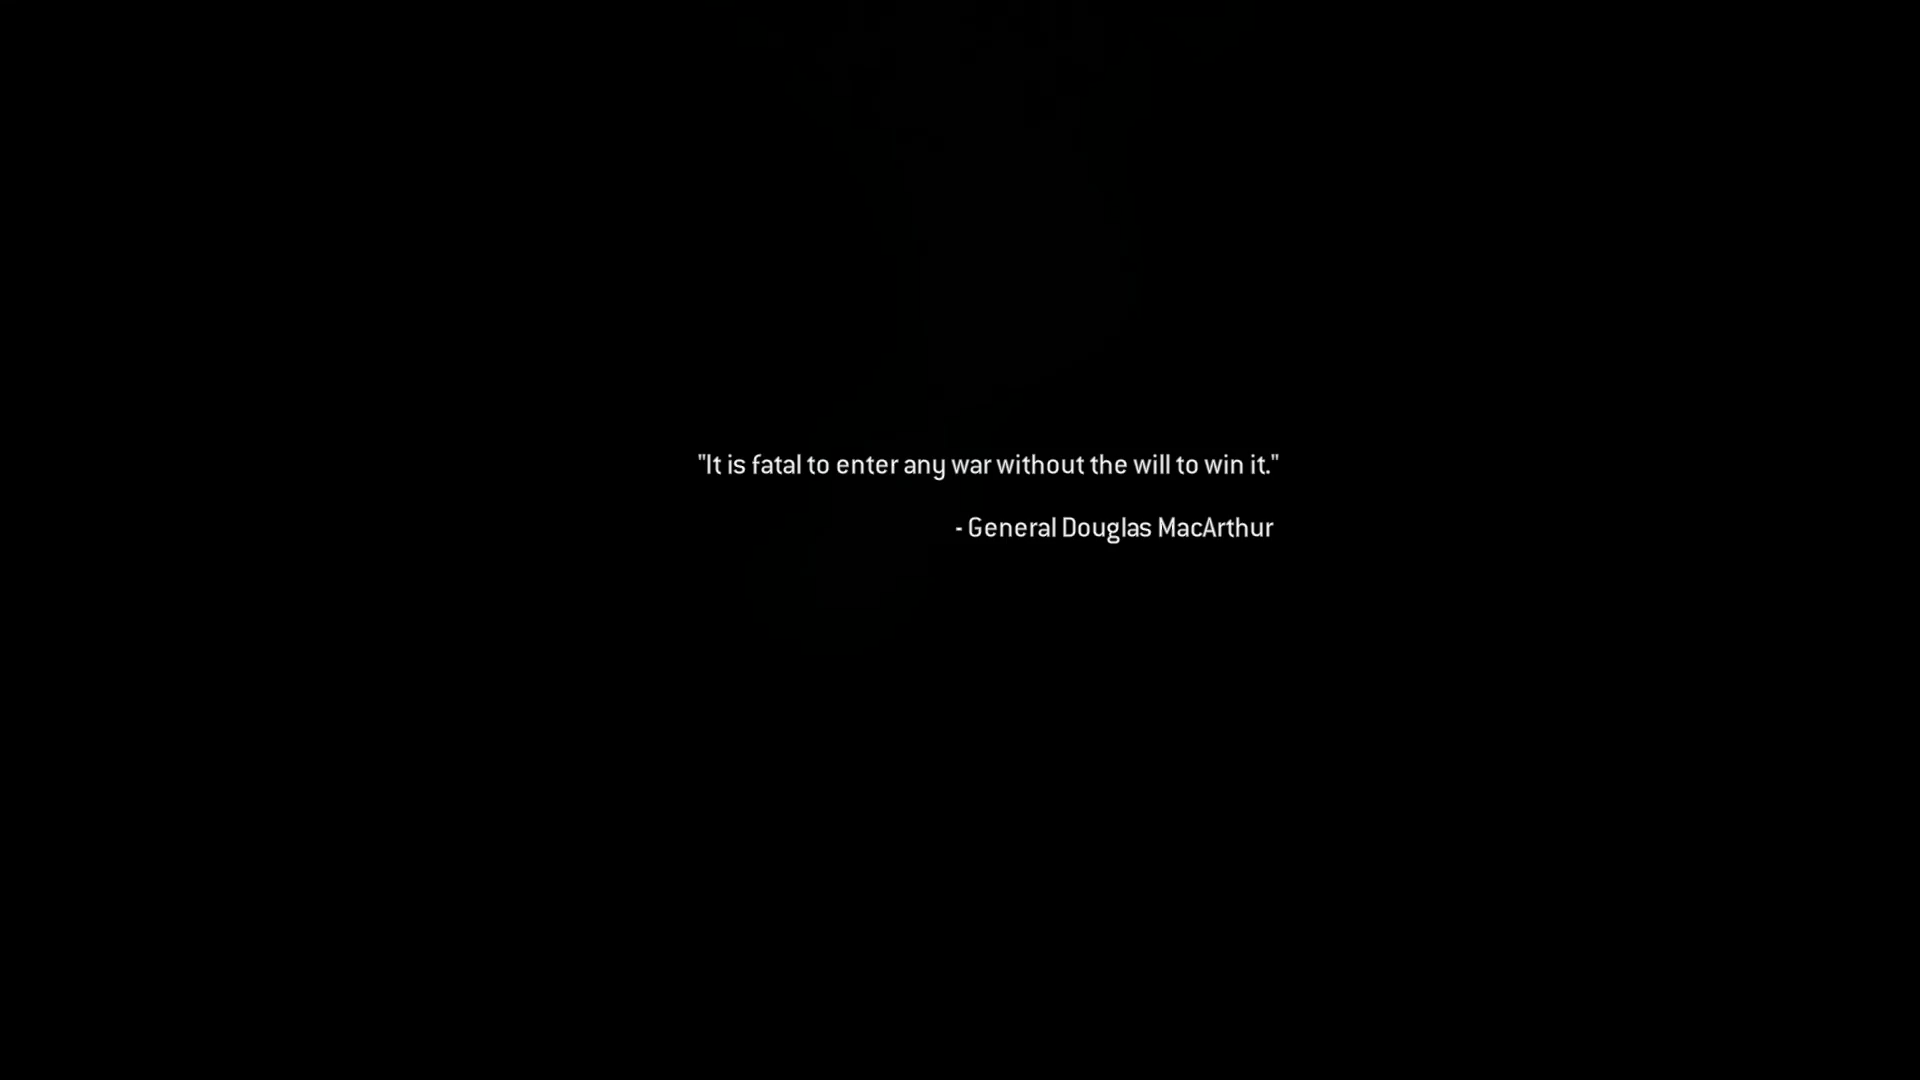 "It is fatal to enter any war without the will to win it."
- General Douglas MacArthur